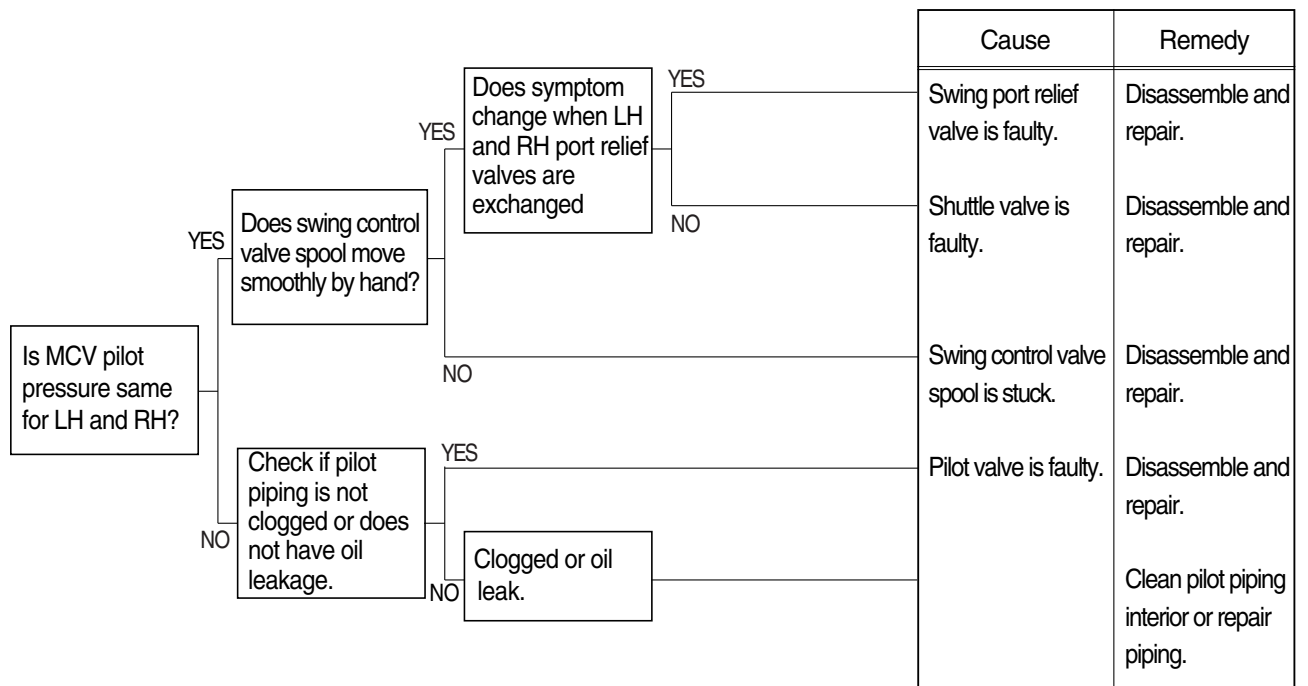 Is MCV pilot
pressure same
for LH and RH?
YES
NO
Does swing control
valve spool move
smoothly by hand?
YES
NO
Does symptom
change when LH
and RH port relief
valves are
exchanged
YES
NO
Check if pilot
piping is not
clogged or does
not have oil
leakage.
YES
NO
Clogged or oil
leak.
Cause
Remedy
Swing port relief
valve is faulty.
Disassemble and
repair.
Shuttle valve is
faulty.
Disassemble and
repair.
Swing control valve
spool is stuck.
Disassemble and
repair.
Pilot valve is faulty.
Disassemble and
repair.
Clean pilot piping
interior or repair
piping.